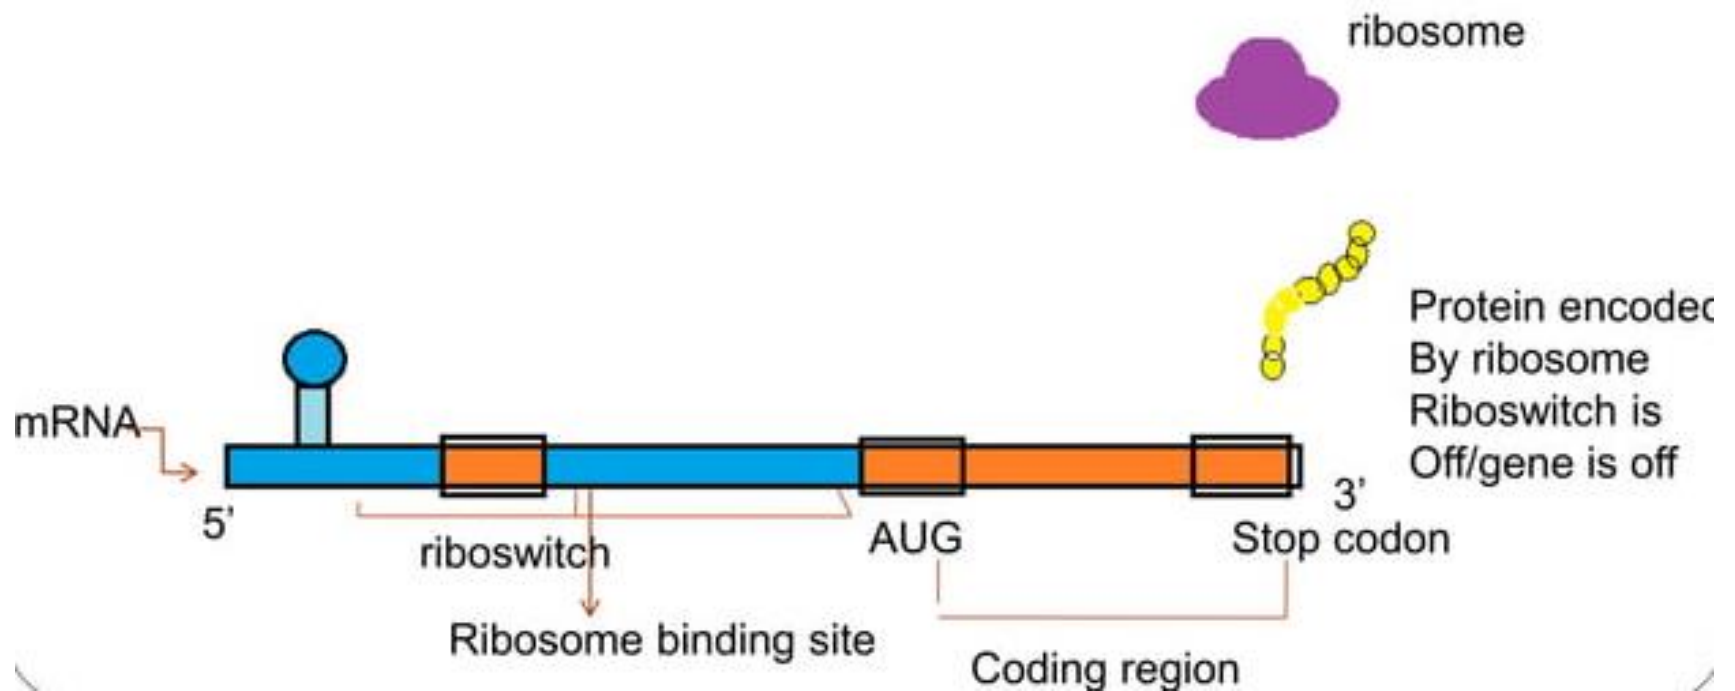 ribosome
Protein encoded
By ribosome
Riboswitch is
Off/gene is off
mRNA
5’
3’
riboswitch
AUG
Stop codon
Ribosome binding site
Coding region